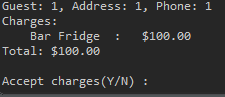 Guest: 1, Address: 1, Phone: 1
Charges:
    Bar Fridge  :   $100.00
Total: $100.00

Accept charges(Y/N) :